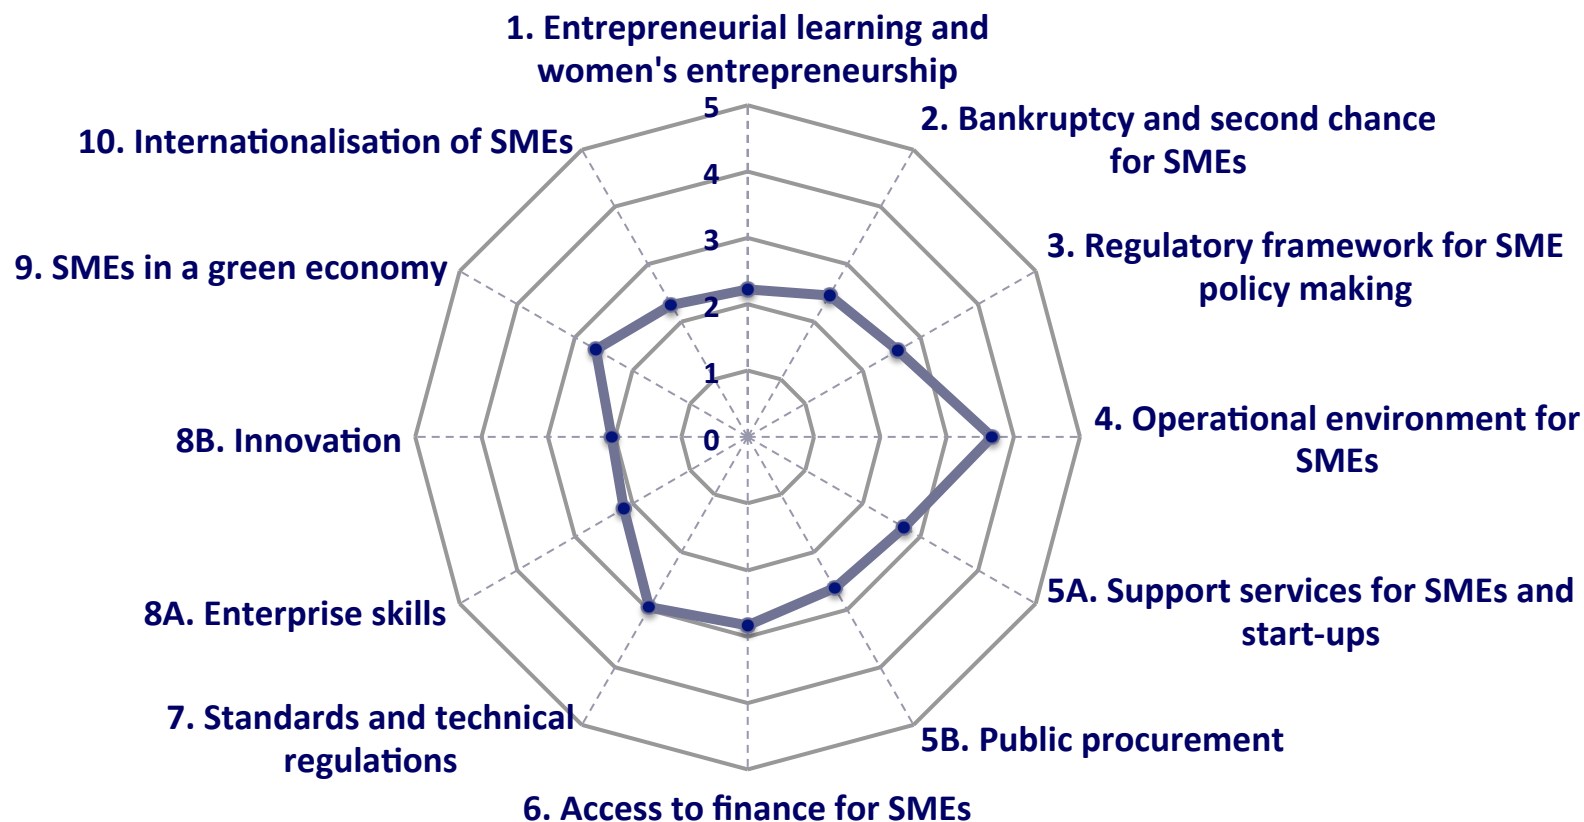 1. Entrepreneurial learning and
women's entrepreneurship
2. Bankruptcy and second chance
for SMEs
3. Regulatory framework for SME
policy making
4. Operational environment for
SMEs
5A. Support services for SMEs and
start-ups
5B. Public procurement
6. Access to finance for SMEs
7. Standards and technical
regulations
8A. Enterprise skills
8B. Innovation
9. SMEs in a green economy
10. Internationalisation of SMEs
5
4
3
2
1
0